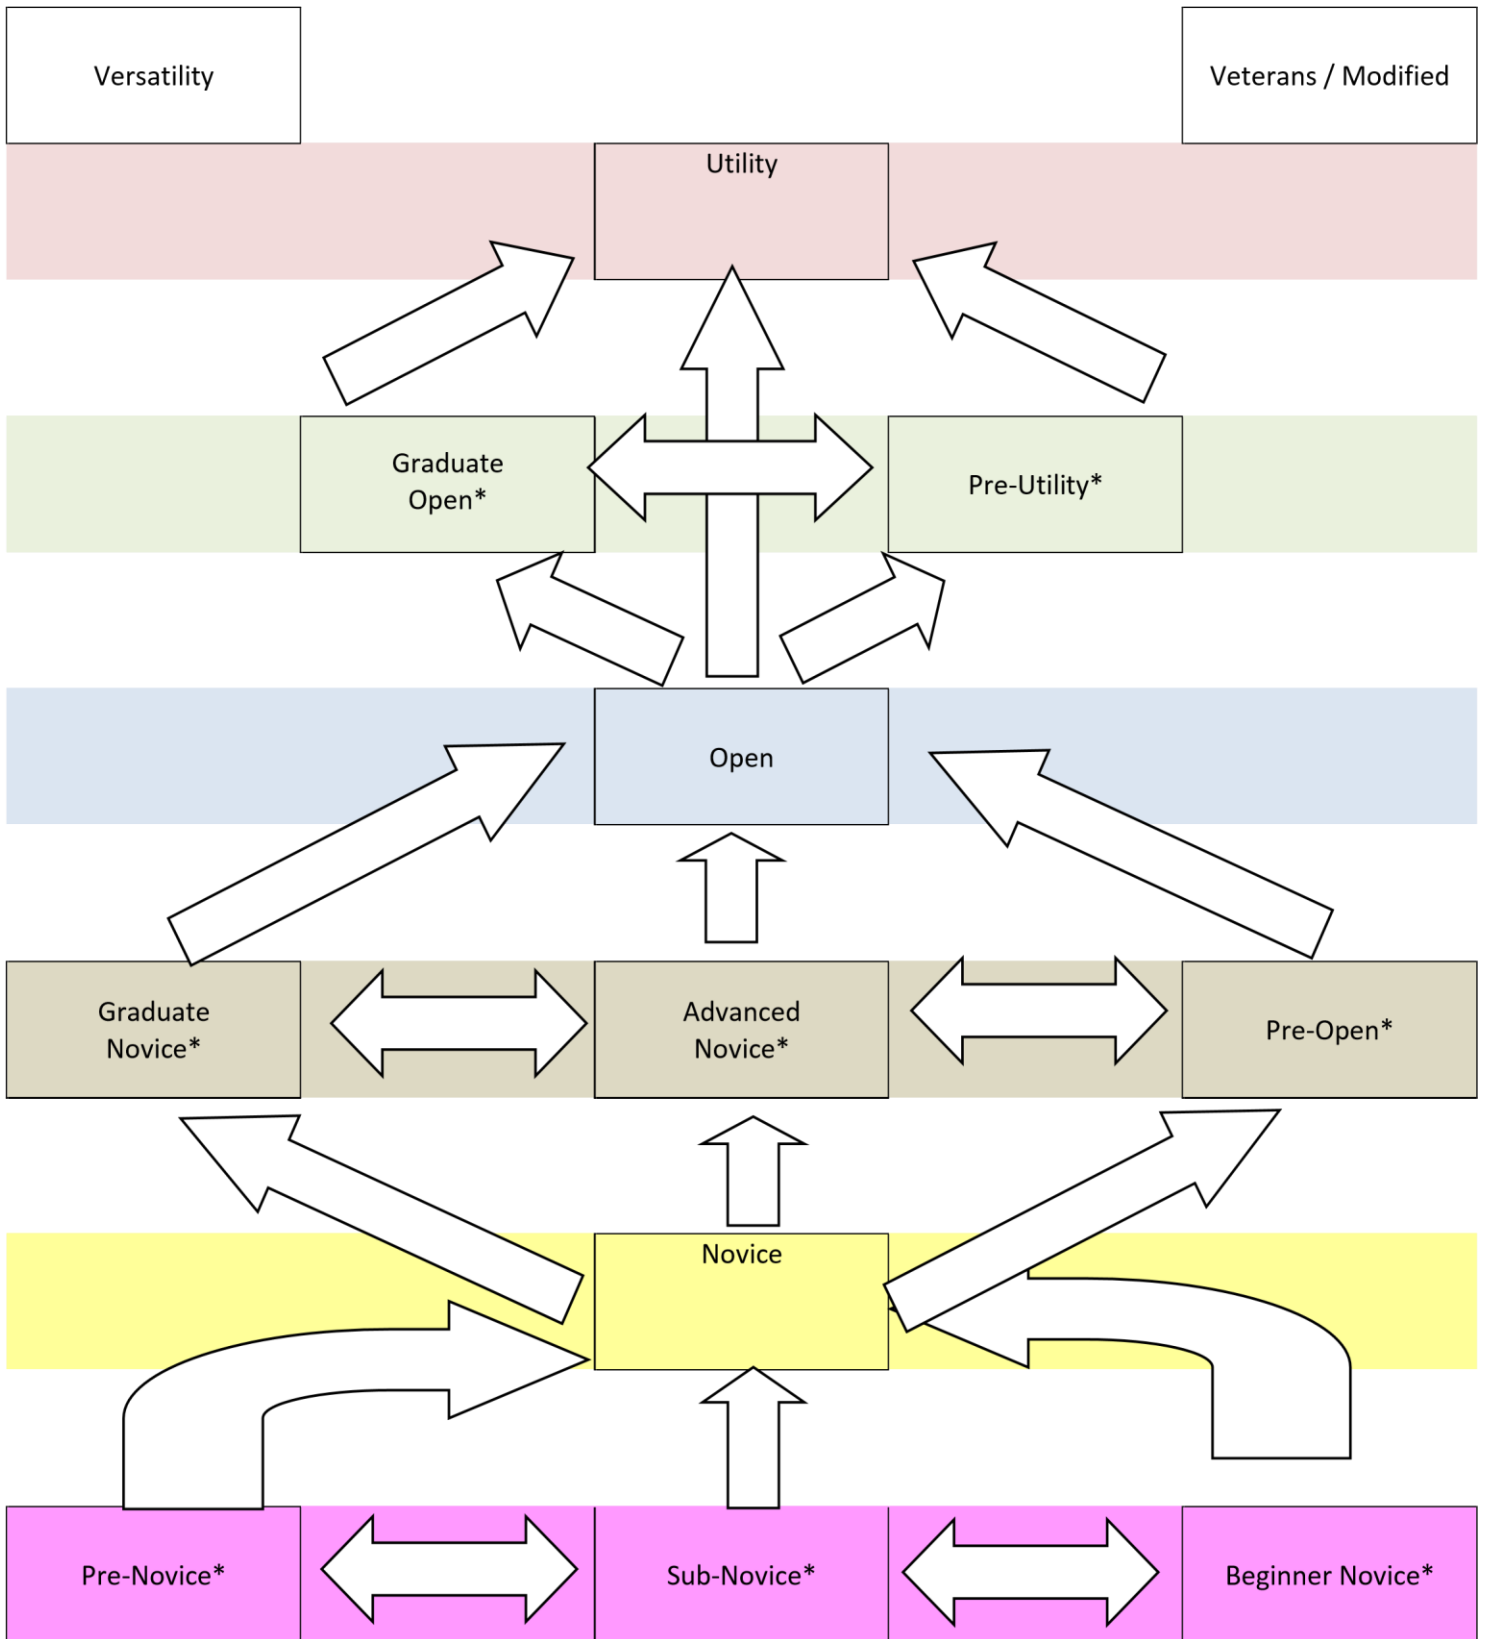 Versatility
Veterans / Modified
Utility
Graduate
Open*
Pre-Utility*
Open
Graduate
Novice*
Advanced
Novice*
Pre-Open*
Novice
Pre-Novice*
Sub-Novice*
Beginner Novice*